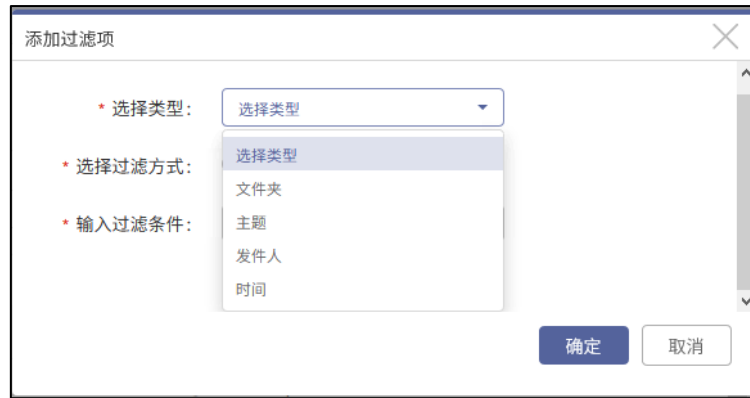 添加过滤项
* 选择类型: 选择类型
选择类型
* 选择过滤方式:
文件夹
* 输入过滤条件: 主题
发件人
时间
确定 取消